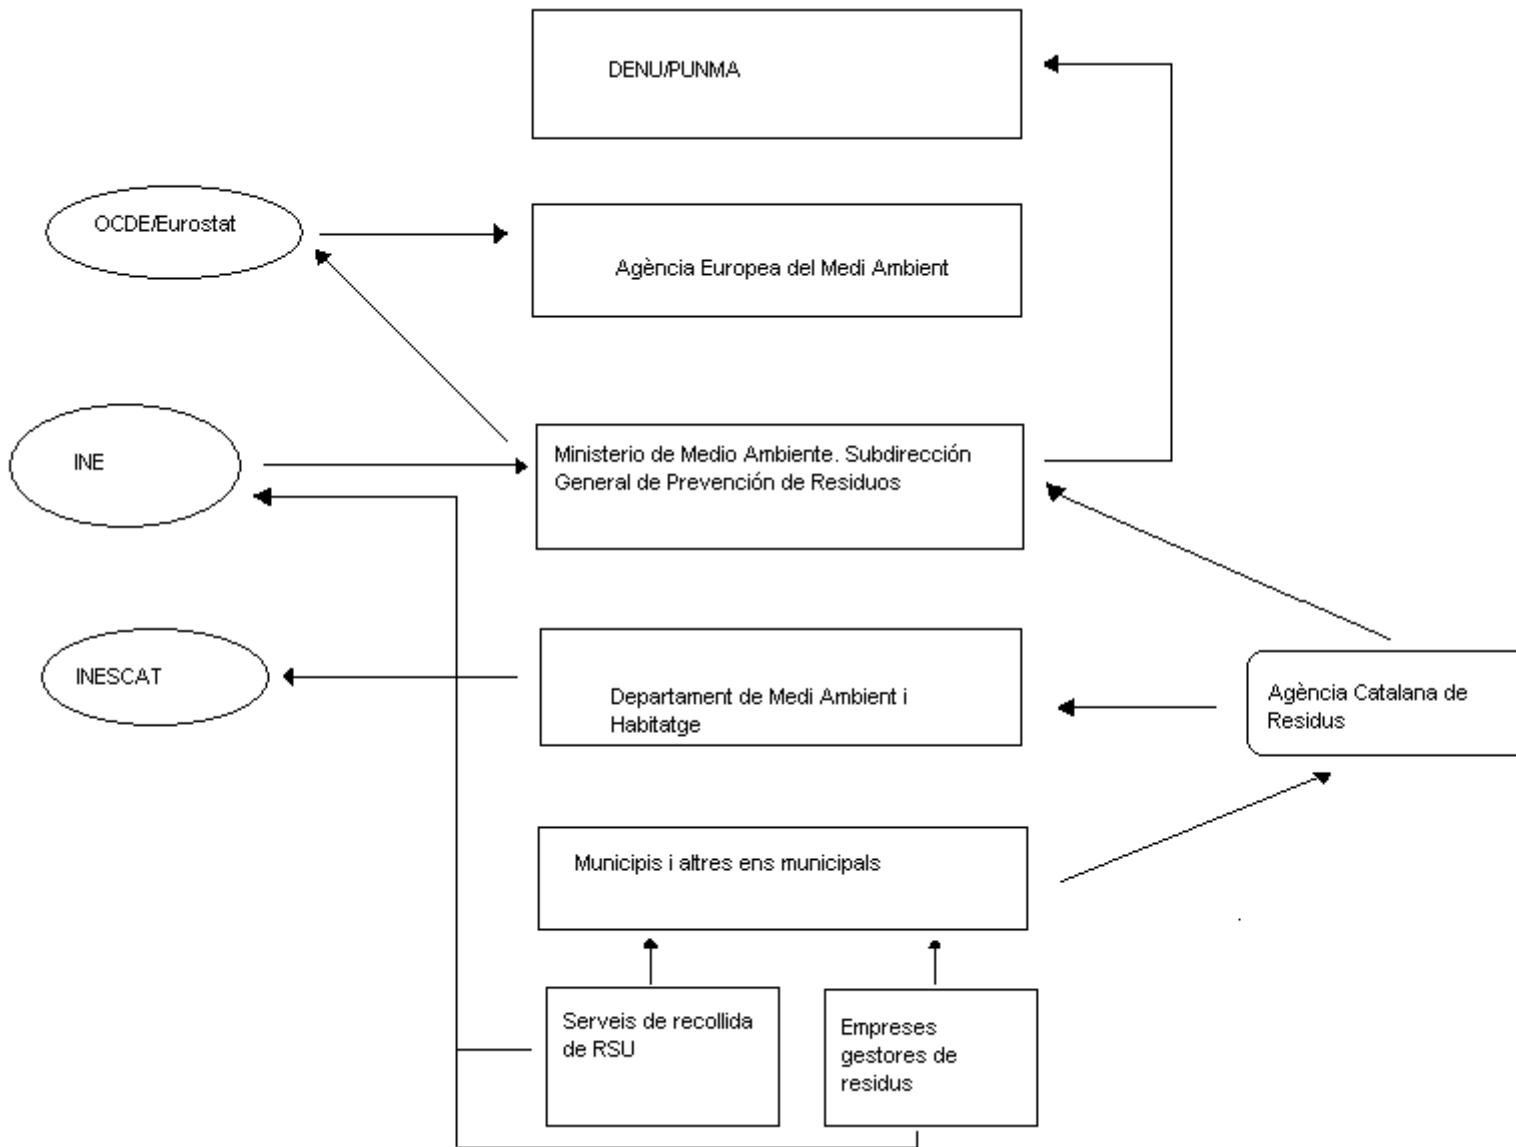 DENU/PUNMA
OCDE/Eurostat
Agència Europea del Medi Ambient
INE
Ministerio de Medio Ambiente. Subdirección
General de Prevención de Residuos
INESCAT
Departament de Medi Ambient i
Habitatge
Agència Catalana de
Residus
Municipis i altres ens municipals
Serveis de recollida
de RSU
Empreses
gestores de
residus